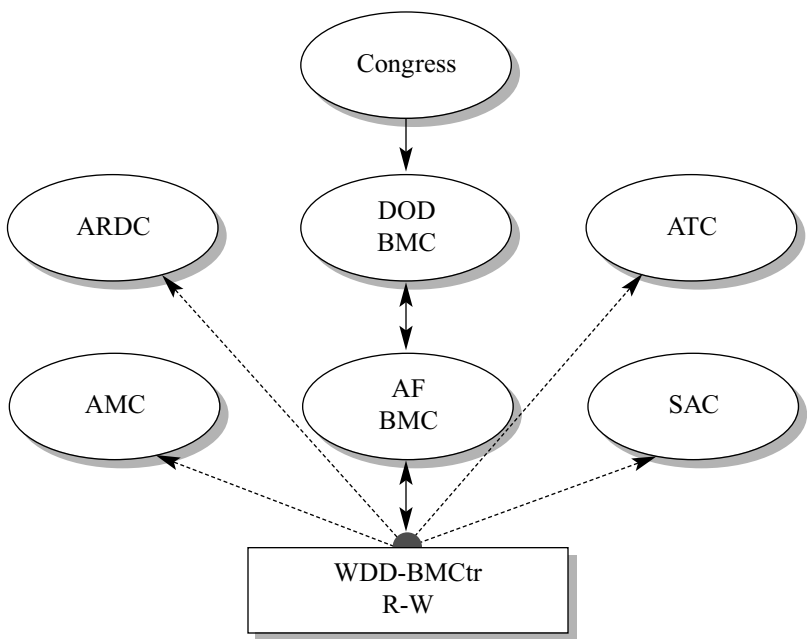 Congress
ARDC
DOD
BMC
ATC
AMC
AF
BMC
SAC
WDD-BMCtr
R-W